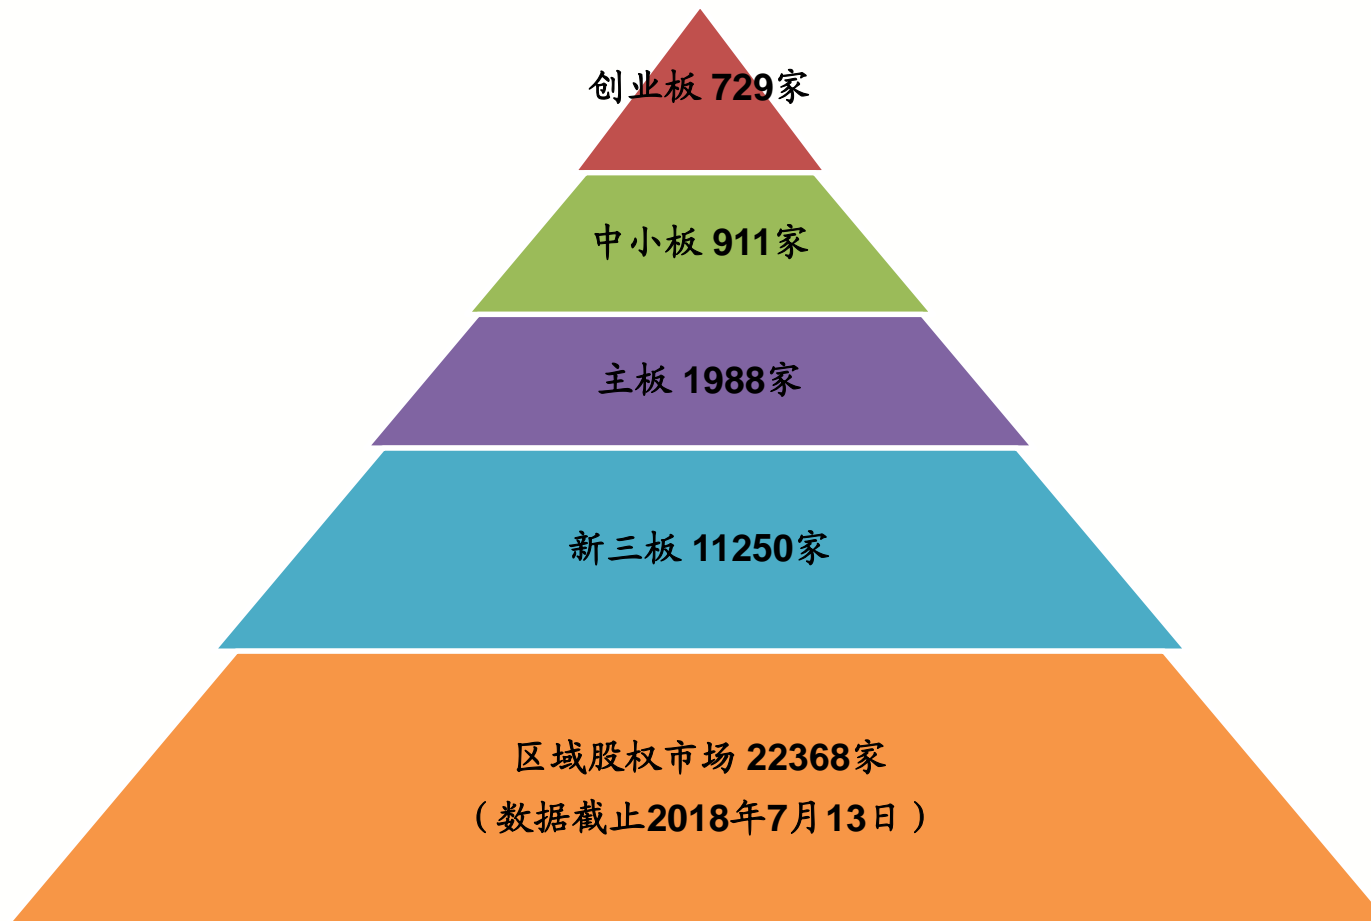 创业板 729家
中小板 911家
主板 1988家
新三板 11250家
区域股权市场 22368家
（数据截止2018年7月13日）